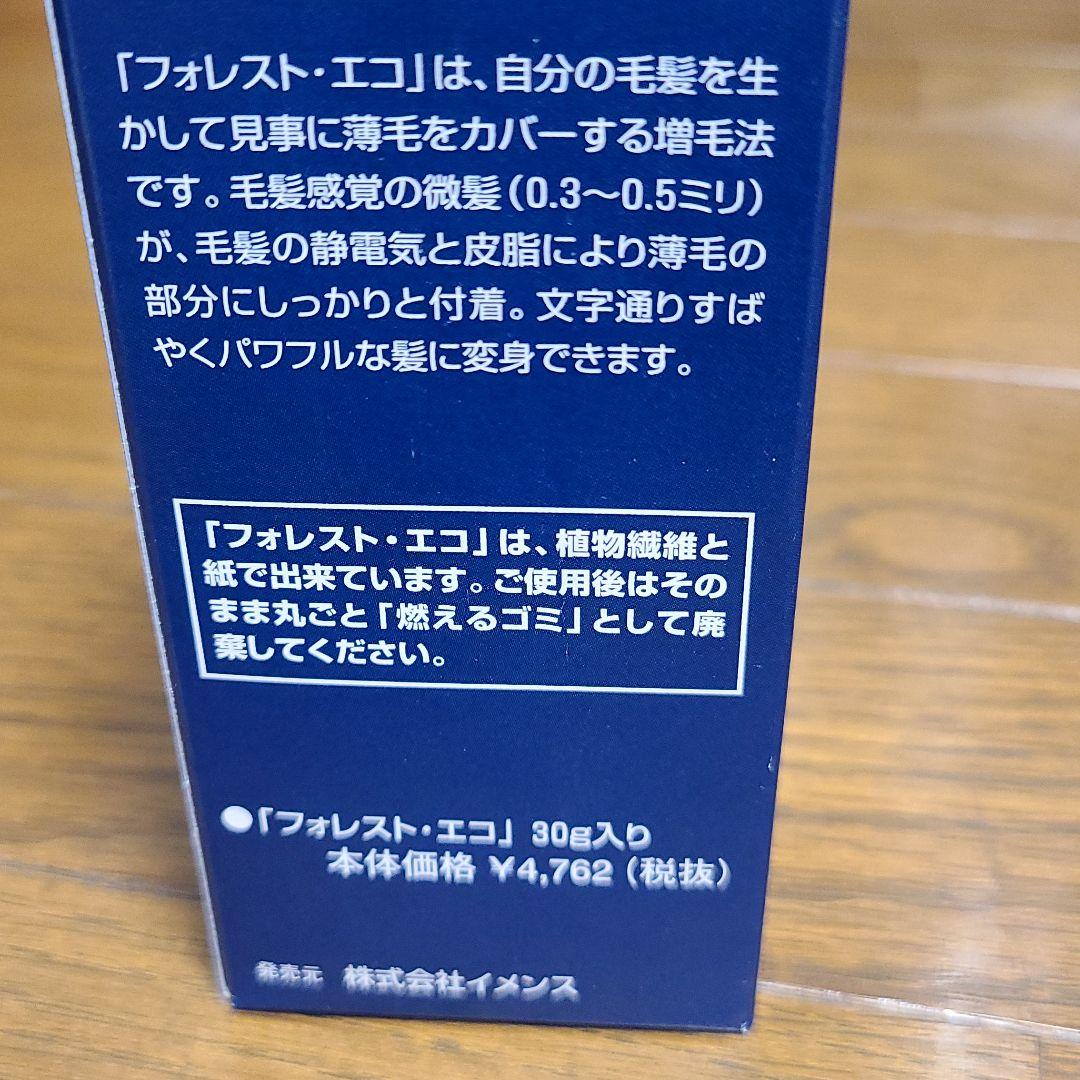 「フォレスト・エコ」は、自分の毛髪を生
かして見事に薄毛をカバーする増毛法
です。毛髪感覚の微髪(0.3〜0.5ミリ)
が、毛髪の静電気と皮脂により薄毛の
部分にしっかりと付着。文字通りすば
やくパワフルな髪に変身できます。
「フォレスト・エコ」は、植物繊維と
紙で出来ています。ご使用後はその
まま丸ごと「燃えるゴミ」として廃
棄してください。
●「フォレスト・エコ」 30g入り
本体価格 ¥4,762(税抜)
発売元 株式会社イメンス